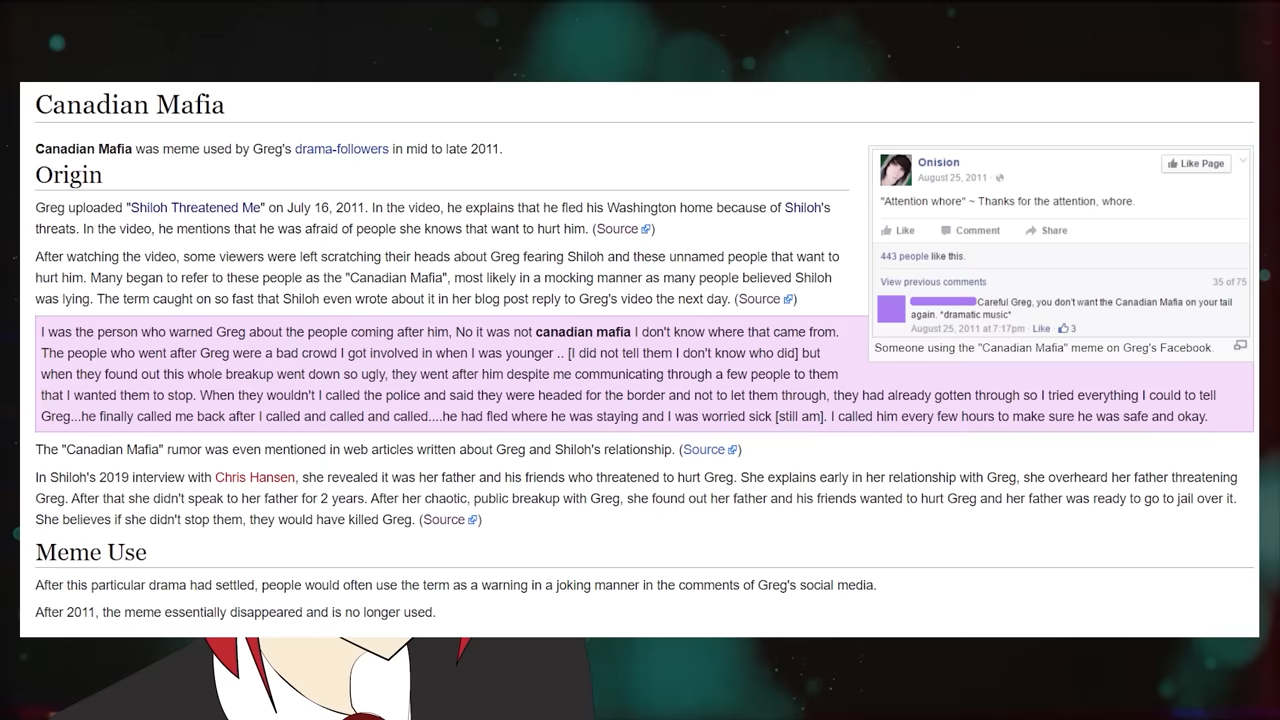 Canadian Mafia
Canadian Mafia was meme used by Greg's drama-followers in mid to late 2011.
Origin
Greg uploaded "Shiloh Threatened Me" on July 16, 2011. In the video, he explains that he fled his Washington home because of Shiloh's
threats. In the video, he mentions that he was afraid of people she knows that want to hurt him. (Source)
After watching the video, some viewers were left scratching their heads about Greg fearing Shiloh and these unnamed people that want to
hurt him. Many began to refer to these people as the "Canadian Mafia", most likely in a mocking manner as many people believed Shiloh
was lying. The term caught on so fast that Shiloh even wrote about it in her blog post reply to Greg's video the next day. (Source)
Onision
August 25, 2011
Like Page
"Attention whore" ~ Thanks for the attention, whore.
Like Comment Share
443 people like this.
View previous comments 35 of 75
Careful Greg, you don't want the Canadian Mafia on your tail
again. *dramatic music*
August 25, 2011 at 7:17pm · Like · 3
Someone using the "Canadian Mafia" meme on Greg's Facebook.
I was the person who warned Greg about the people coming after him, No it was not canadian mafia I don't know where that came from.
The people who went after Greg were a bad crowd I got involved in when I was younger .. [I did not tell them I don't know who did] but
when they found out this whole breakup went down so ugly, they went after him despite me communicating through a few people to them
that I wanted them to stop. When they wouldn't I called the police and said they were headed for the border and not to let them through, they had already gotten through so I tried everything I could to tell
Greg...he finally called me back after I called and called and called....he had fled where he was staying and I was worried sick [still am]. I called him every few hours to make sure he was safe and okay.
The "Canadian Mafia" rumor was even mentioned in web articles written about Greg and Shiloh's relationship. (Source)
In Shiloh's 2019 interview with Chris Hansen, she revealed it was her father and his friends who threatened to hurt Greg. She explains early in her relationship with Greg, she overheard her father threatening
Greg. After that she didn't speak to her father for 2 years. After her chaotic, public breakup with Greg, she found out her father and his friends wanted to hurt Greg and her father was ready to go to jail over it.
She believes if she didn't stop them, they would have killed Greg. (Source)
Meme Use
After this particular drama had settled, people would often use the term as a warning in a joking manner in the comments of Greg's social media.
After 2011, the meme essentially disappeared and is no longer used.